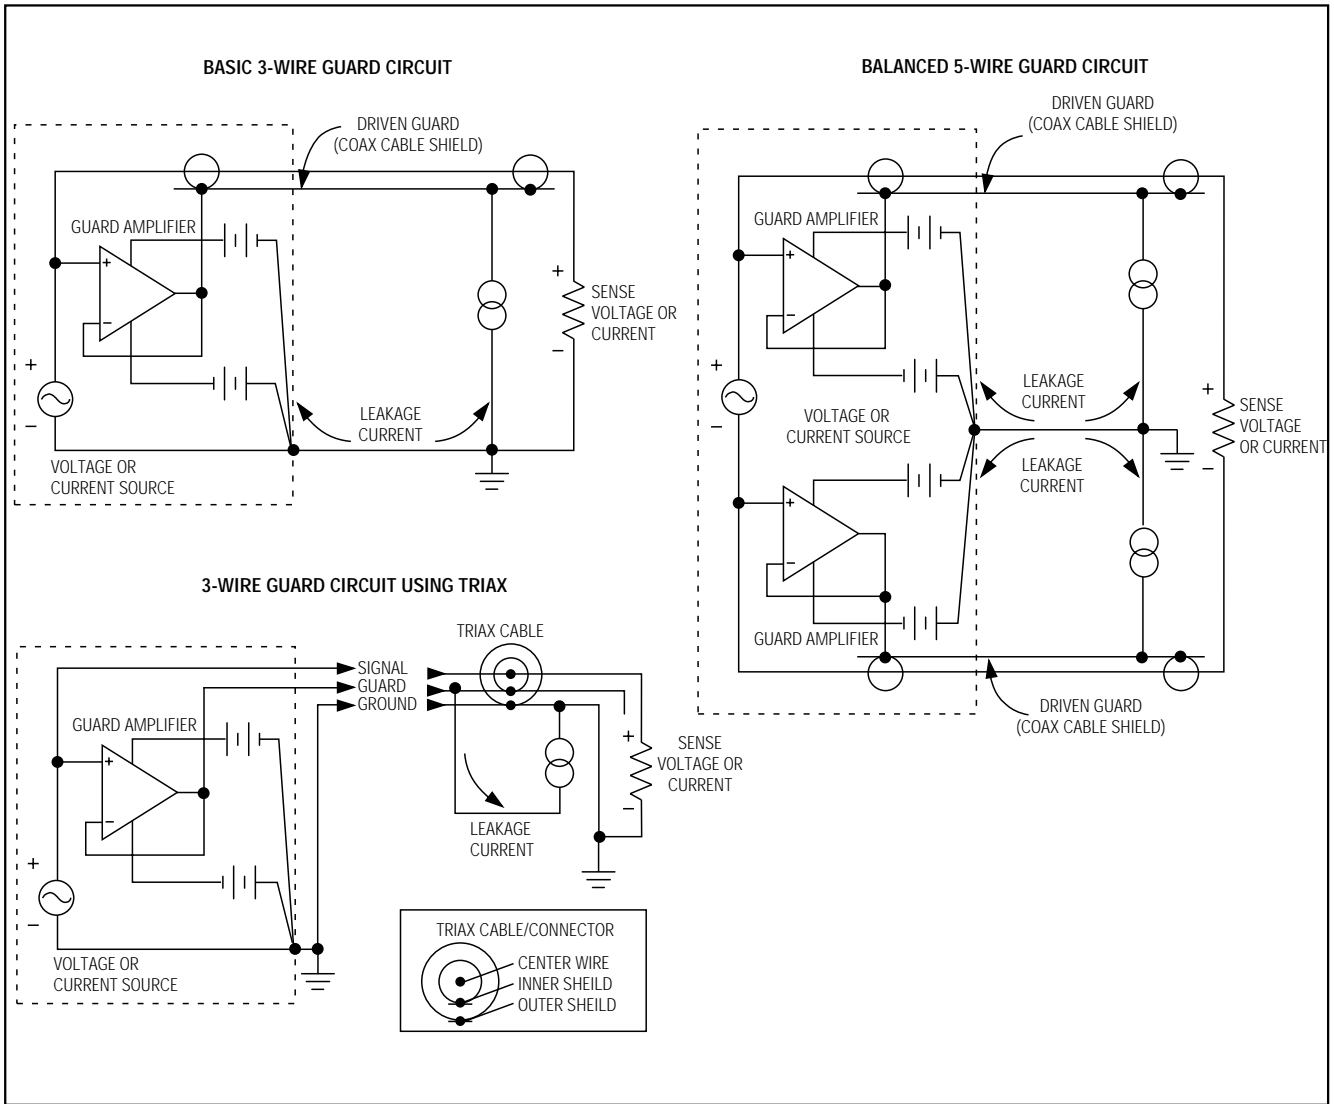 BASIC 3-WIRE GUARD CIRCUIT
DRIVEN GUARD
(COAX CABLE SHIELD)
GUARD AMPLIFIER
+
−
+
−
+
−
SENSE
VOLTAGE OR
CURRENT
LEAKAGE
CURRENT
VOLTAGE OR
CURRENT SOURCE
BALANCED 5-WIRE GUARD CIRCUIT
DRIVEN GUARD
(COAX CABLE SHIELD)
GUARD AMPLIFIER
+
−
+
−
VOLTAGE OR
CURRENT SOURCE
LEAKAGE
CURRENT
LEAKAGE
CURRENT
+
−
SENSE
VOLTAGE
OR CURRENT
+
−
GUARD AMPLIFIER
DRIVEN GUARD
(COAX CABLE SHIELD)
3-WIRE GUARD CIRCUIT USING TRIAX
TRIAX CABLE
SIGNAL
GUARD
GROUND
GUARD AMPLIFIER
+
−
+
−
+
−
SENSE
VOLTAGE OR
CURRENT
LEAKAGE
CURRENT
VOLTAGE OR
CURRENT SOURCE
TRIAX CABLE/CONNECTOR
CENTER WIRE
INNER SHEILD
OUTER SHEILD